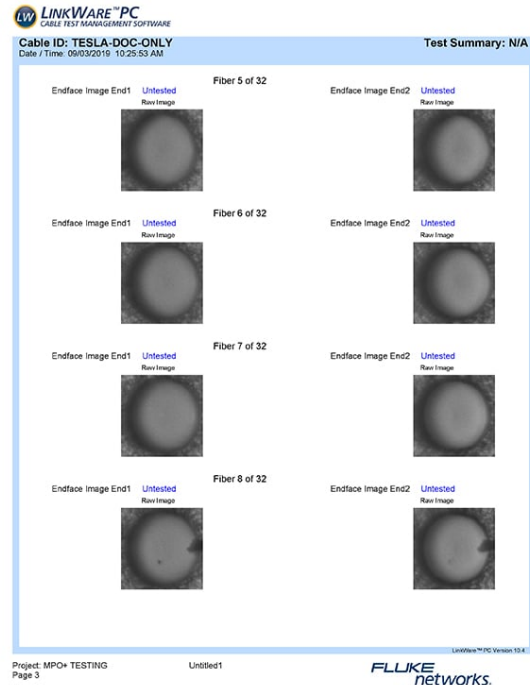 LW LINKWARE™PC
CABLE TEST MANAGEMENT SOFTWARE
Cable ID: TESLA-DOC-ONLY Test Summary: N/A
Date / Time: 09/03/2019 10:25:53 AM
Fiber 5 of 32
Endface Image End1 Untested Endface Image End2 Untested
Raw Image Raw Image
Fiber 6 of 32
Endface Image End1 Untested Endface Image End2 Untested
Raw Image Raw Image
Fiber 7 of 32
Endface Image End1 Untested Endface Image End2 Untested
Raw Image Raw Image
Fiber 8 of 32
Endface Image End1 Untested Endface Image End2 Untested
Raw Image Raw Image
LinkWare™ PC Version 10.4
Project: MPO+ TESTING Untitled1
Page 3
FLUKE
networks.